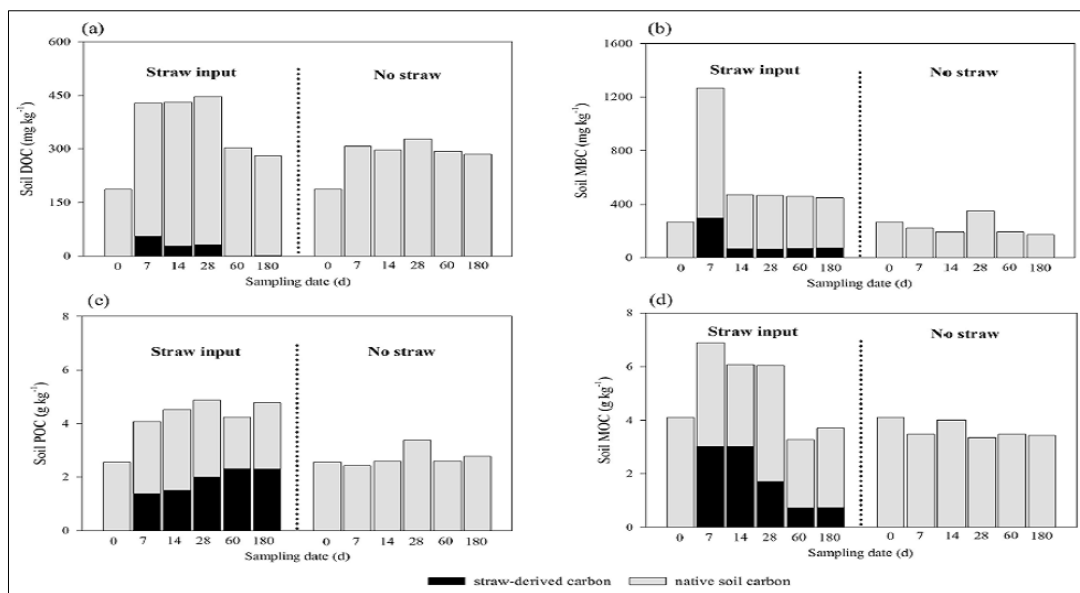 (a)
600
450
300
150
0
Soil DOC (mg kg-1)
Straw input
No straw
0 7 14 28 60 180 0 7 14 28 60 180
Sampling date (d)
(b)
1600
1200
800
400
0
Soil MBC (mg kg-1)
Straw input
No straw
0 7 14 28 60 180 0 7 14 28 60 180
Sampling date (d)
(c)
8
6
4
2
0
Soil POC (g kg-1)
Straw input
No straw
0 7 14 28 60 180 0 7 14 28 60 180
Sampling date (d)
(d)
8
6
4
2
0
Soil MOC (g kg-1)
Straw input
No straw
0 7 14 28 60 180 0 7 14 28 60 180
Sampling date (d)
straw-derived carbon native soil carbon